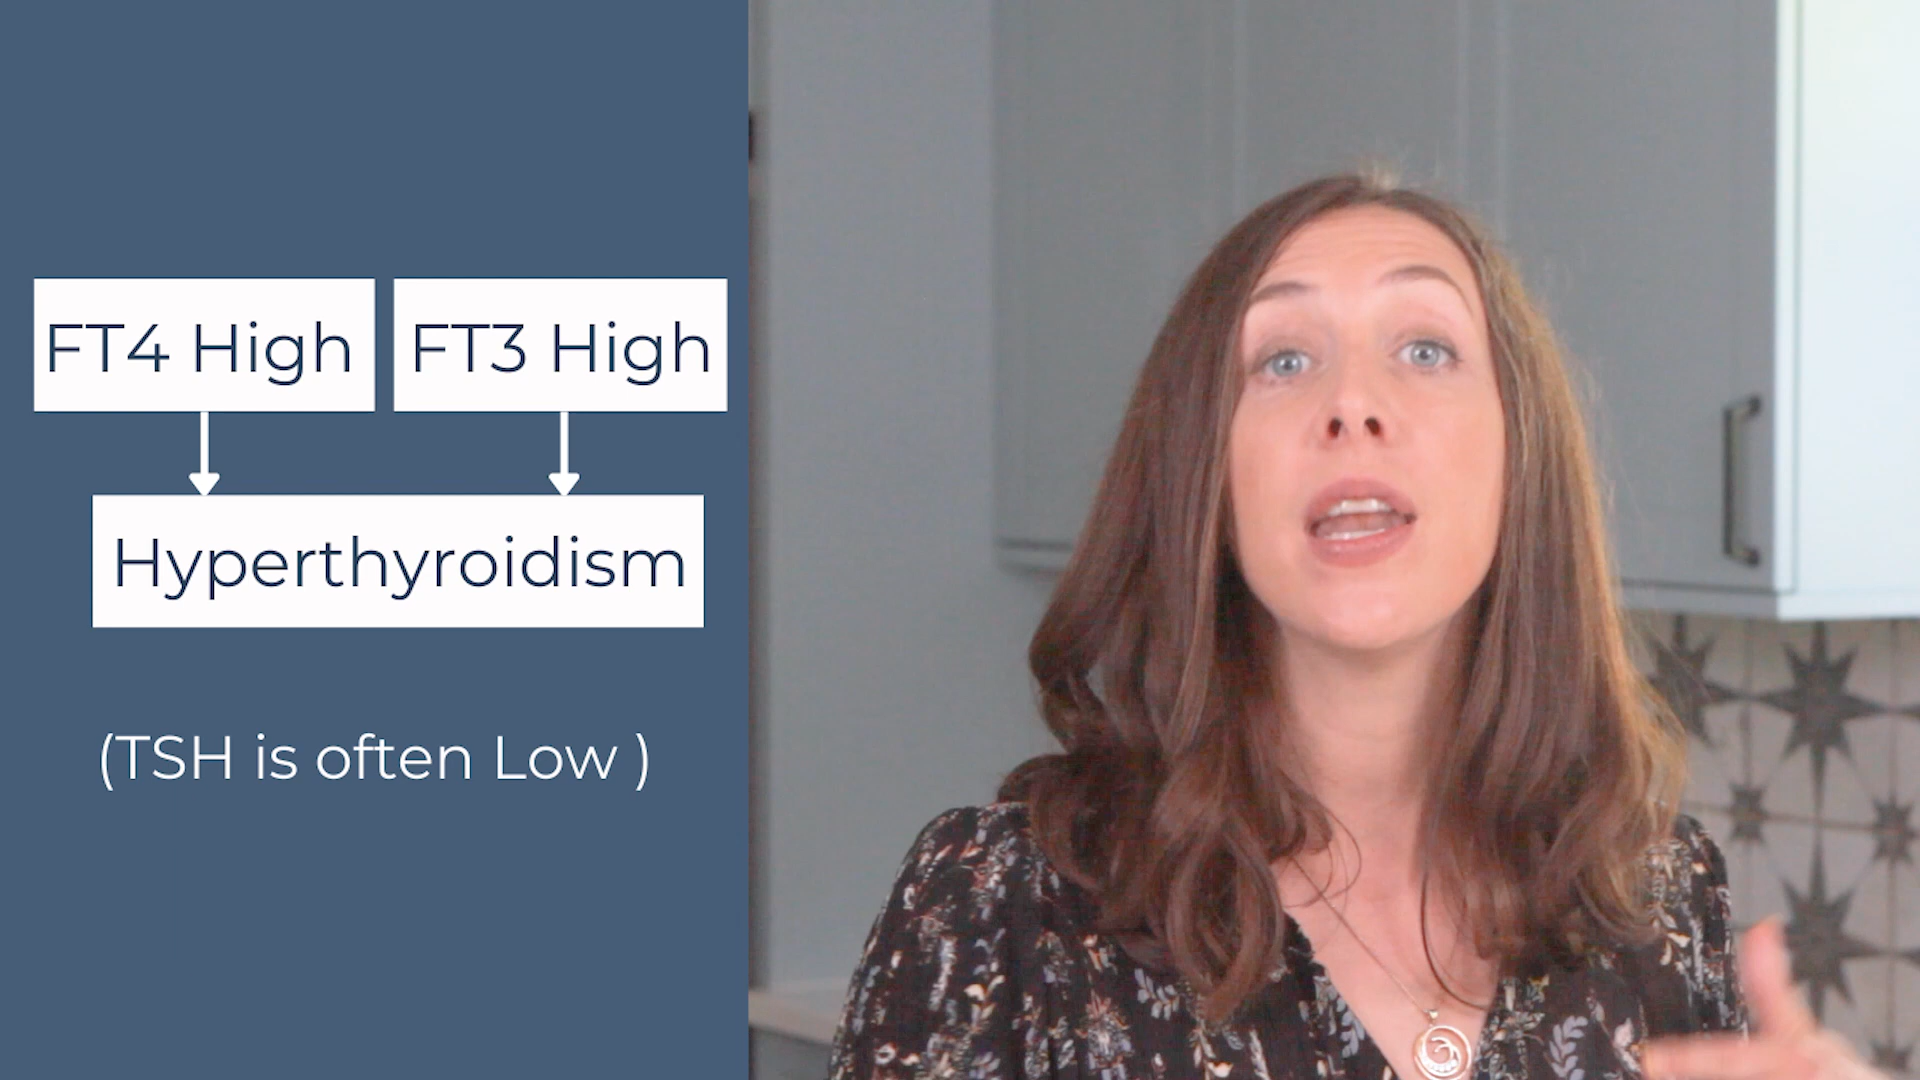 FT4 High
FT3 High
Hyperthyroidism
(TSH is often Low )